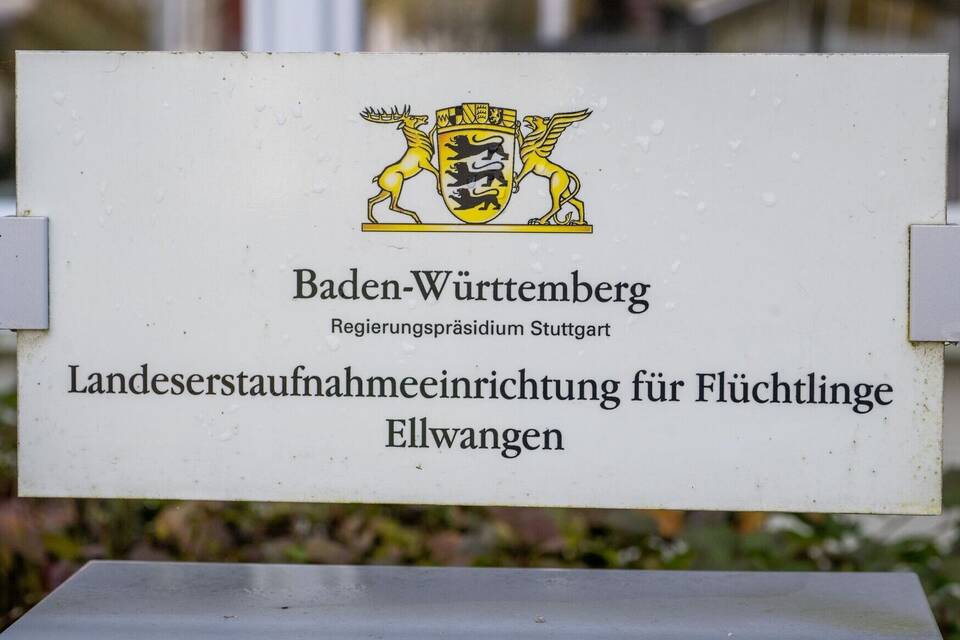 Baden-Württemberg
Regierungspräsidium Stuttgart
Landeserstaufnahmeeinrichtung für Flüchtlinge
Ellwangen